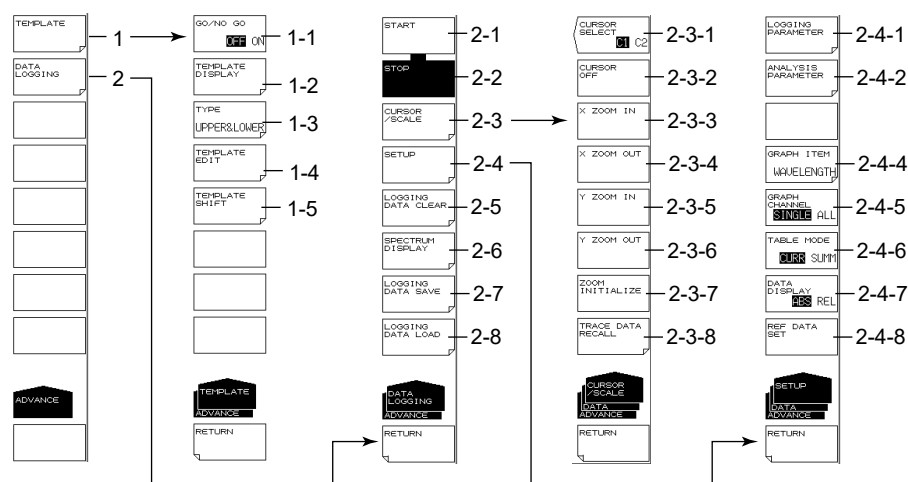 TEMPLATE
1
DATA
LOGGING
2
ADVANCE
GO/NO GO
OFF ON
1-1
TEMPLATE
DISPLAY
1-2
TYPE
UPPER&LOWER
1-3
TEMPLATE
EDIT
1-4
TEMPLATE
SHIFT
1-5
TEMPLATE
ADVANCE
RETURN
START
2-1
STOP
2-2
CURSOR
/SCALE
2-3
SETUP
2-4
LOGGING
DATA CLEAR
2-5
SPECTRUM
DISPLAY
2-6
LOGGING
DATA SAVE
2-7
LOGGING
DATA LOAD
2-8
DATA
LOGGING
ADVANCE
RETURN
CURSOR
SELECT
C1 C2
2-3-1
CURSOR
OFF
2-3-2
X ZOOM IN
2-3-3
X ZOOM OUT
2-3-4
Y ZOOM IN
2-3-5
Y ZOOM OUT
2-3-6
ZOOM
INITIALIZE
2-3-7
TRACE DATA
RECALL
2-3-8
CURSOR
/SCALE
DATA
ADVANCE
RETURN
LOGGING
PARAMETER
2-4-1
ANALYSIS
PARAMETER
2-4-2
GRAPH ITEM
WAVELENGTH
2-4-4
GRAPH
CHANNEL
SINGLE ALL
2-4-5
TABLE MODE
CURR SUMM
2-4-6
DATA
DISPLAY
ABS REL
2-4-7
REF DATA
SET
2-4-8
SETUP
DATA
ADVANCE
RETURN